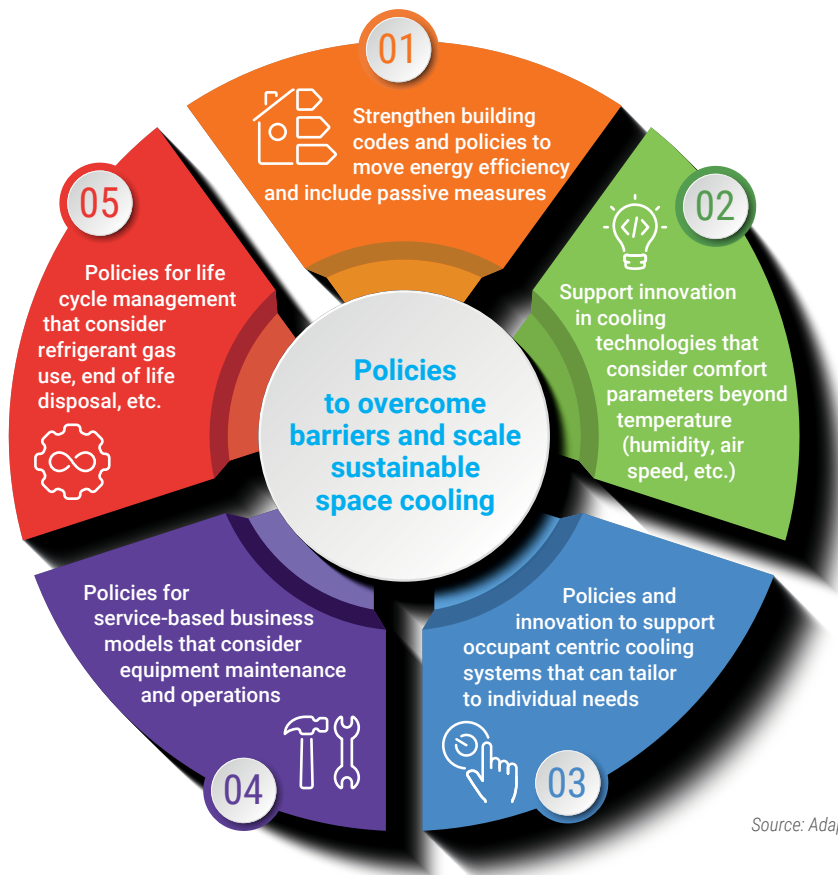 01
Strengthen building
codes and policies to
move energy efficiency
and include passive measures
02
</>
Support innovation
in cooling
technologies that
consider comfort
parameters beyond
temperature
(humidity, air
speed, etc.)
03
Policies and
innovation to support
occupant centric cooling
systems that can tailor
to individual needs
04
Policies for
service-based business
models that consider
equipment maintenance
and operations
05
Policies for life
cycle management
that consider
refrigerant gas
use, end of life
disposal, etc.
Policies
to overcome
barriers and scale
sustainable
space cooling
Source: Adap